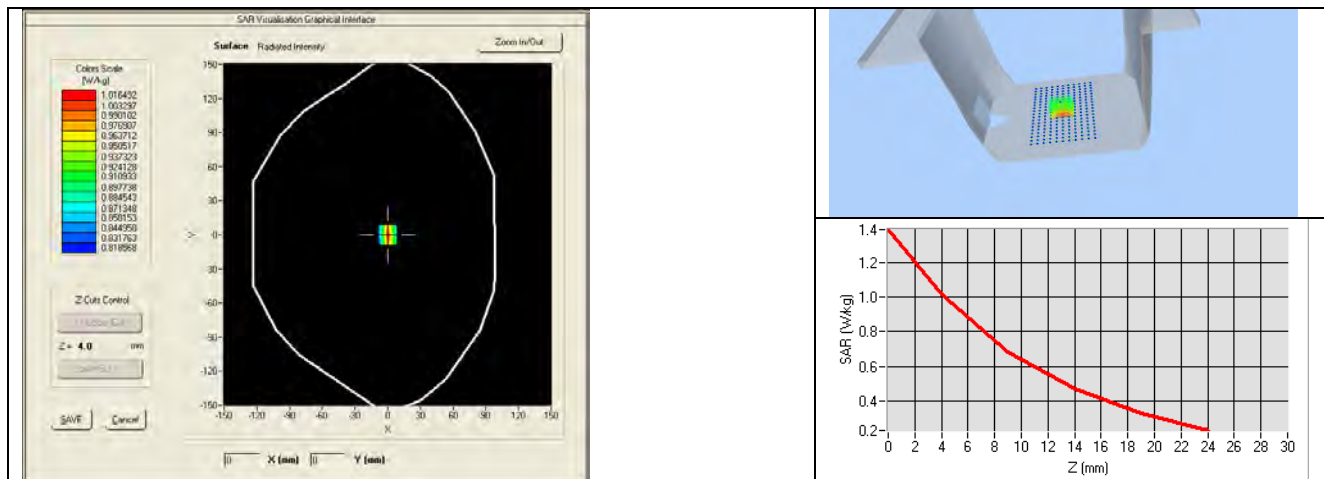 SAR Visualisation Graphical Interface
Surface Radiated Intensity
Zoom In/Out
Colors Scale
(W/kg)
1.016492
1.003297
0.990102
0.976907
0.963712
0.950517
0.937323
0.924128
0.910933
0.897738
0.884543
0.871348
0.858153
0.844958
0.831763
0.818568
150-
120-
90-
60-
30-
0-
30-
-60-
-90-
-120-
-150-
-150 -120 -90 -60 -30 0 30 60 90 120 150
Y
X
Z Cuts Control
Z = 4.0 mm
SAVE Cancel
0 X (mm) 0 Y (mm)
1.4-
1.2-
1.0-
0.8-
0.6-
0.4-
0.2-
SAR (W/kg)
0 2 4 6 8 10 12 14 16 18 20 22 24 26 28 30
Z (mm)